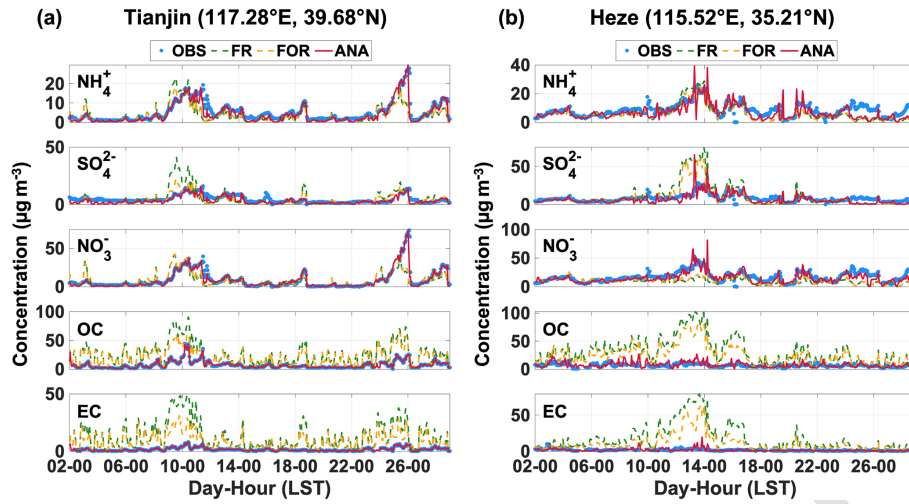 (a) Tianjin (117.28°E, 39.68°N)
OBS FR FOR ANA
NH₄⁺
20
10
0
SO₄²⁻
50
0
NO₃⁻
50
0
OC
100
50
0
EC
50
0
02-00 06-00 10-00 14-00 18-00 22-00 26-00
Day-Hour (LST)
Concentration (μg m⁻³)
(b) Heze (115.52°E, 35.21°N)
OBS FR FOR ANA
NH₄⁺
40
20
0
SO₄²⁻
50
0
NO₃⁻
100
50
0
OC
100
50
0
EC
50
0
02-00 06-00 10-00 14-00 18-00 22-00 26-00
Day-Hour (LST)
Concentration (μg m⁻³)